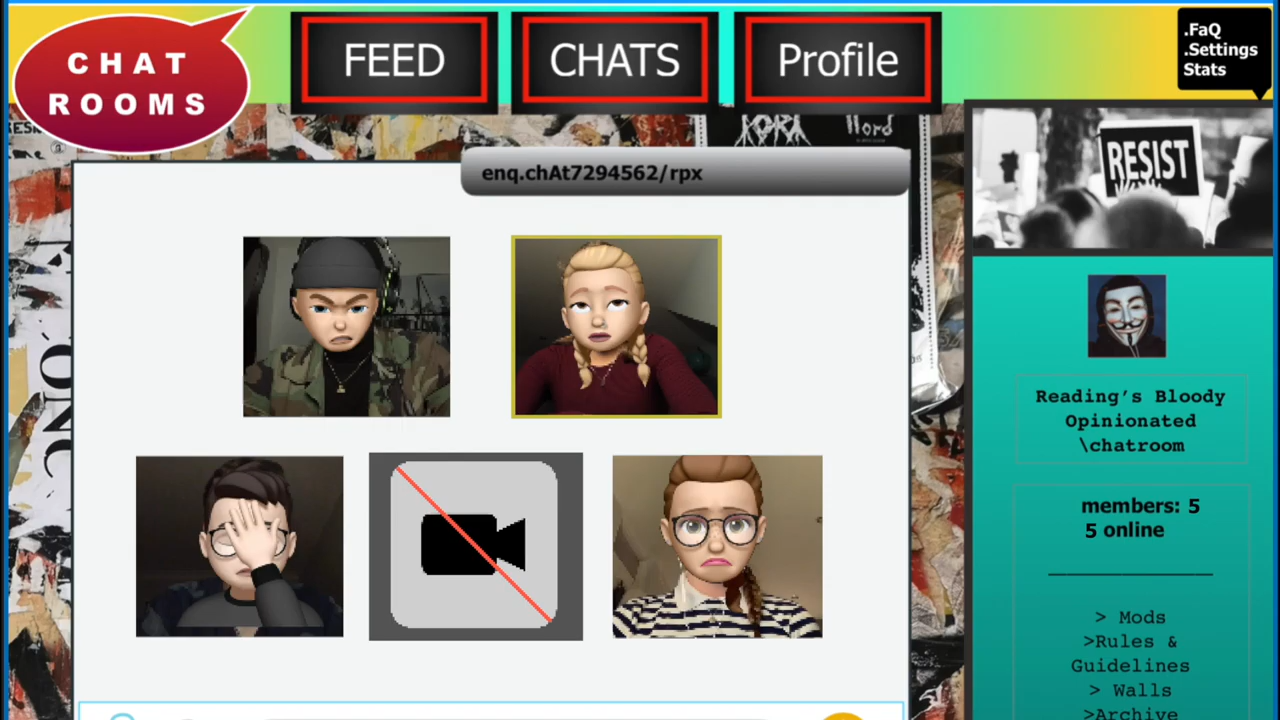 CHAT
ROOMS
FEED
CHATS
Profile
.FaQ
.Settings
Stats
enq.chAt7294562/rpx
RESIST
Reading’s Bloody
Opinionated
\chatroom
members: 5
5 online
> Mods
>Rules &
Guidelines
> Walls
>Archive